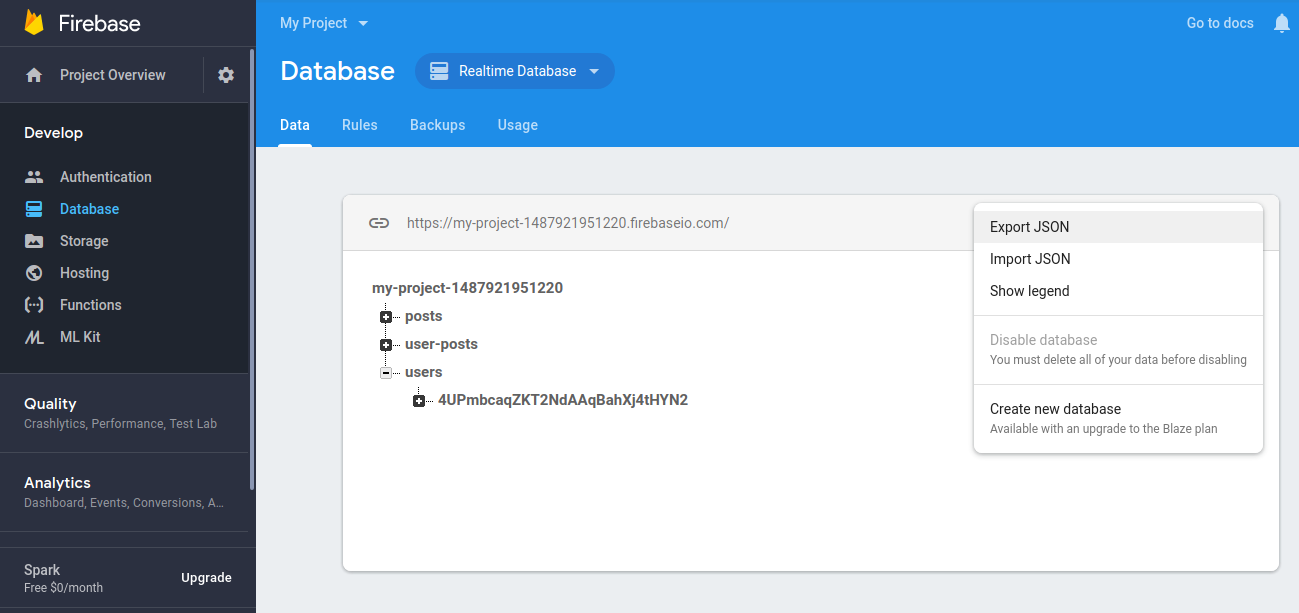 Firebase
Project Overview
Develop
Authentication
Database
Storage
Hosting
Functions
ML Kit
Quality
Crashlytics, Performance, Test Lab
Analytics
Dashboard, Events, Conversions, A...
Spark
Free $0/month
Upgrade
My Project
Go to docs
Database
Realtime Database
Data Rules Backups Usage
https://my-project-1487921951220.firebaseio.com/
my-project-1487921951220
posts
user-posts
users
4UPmbcaqZKT2NdAAqBahXj4tHYN2
Export JSON
Import JSON
Show legend
Disable database
You must delete all of your data before disabling
Create new database
Available with an upgrade to the Blaze plan